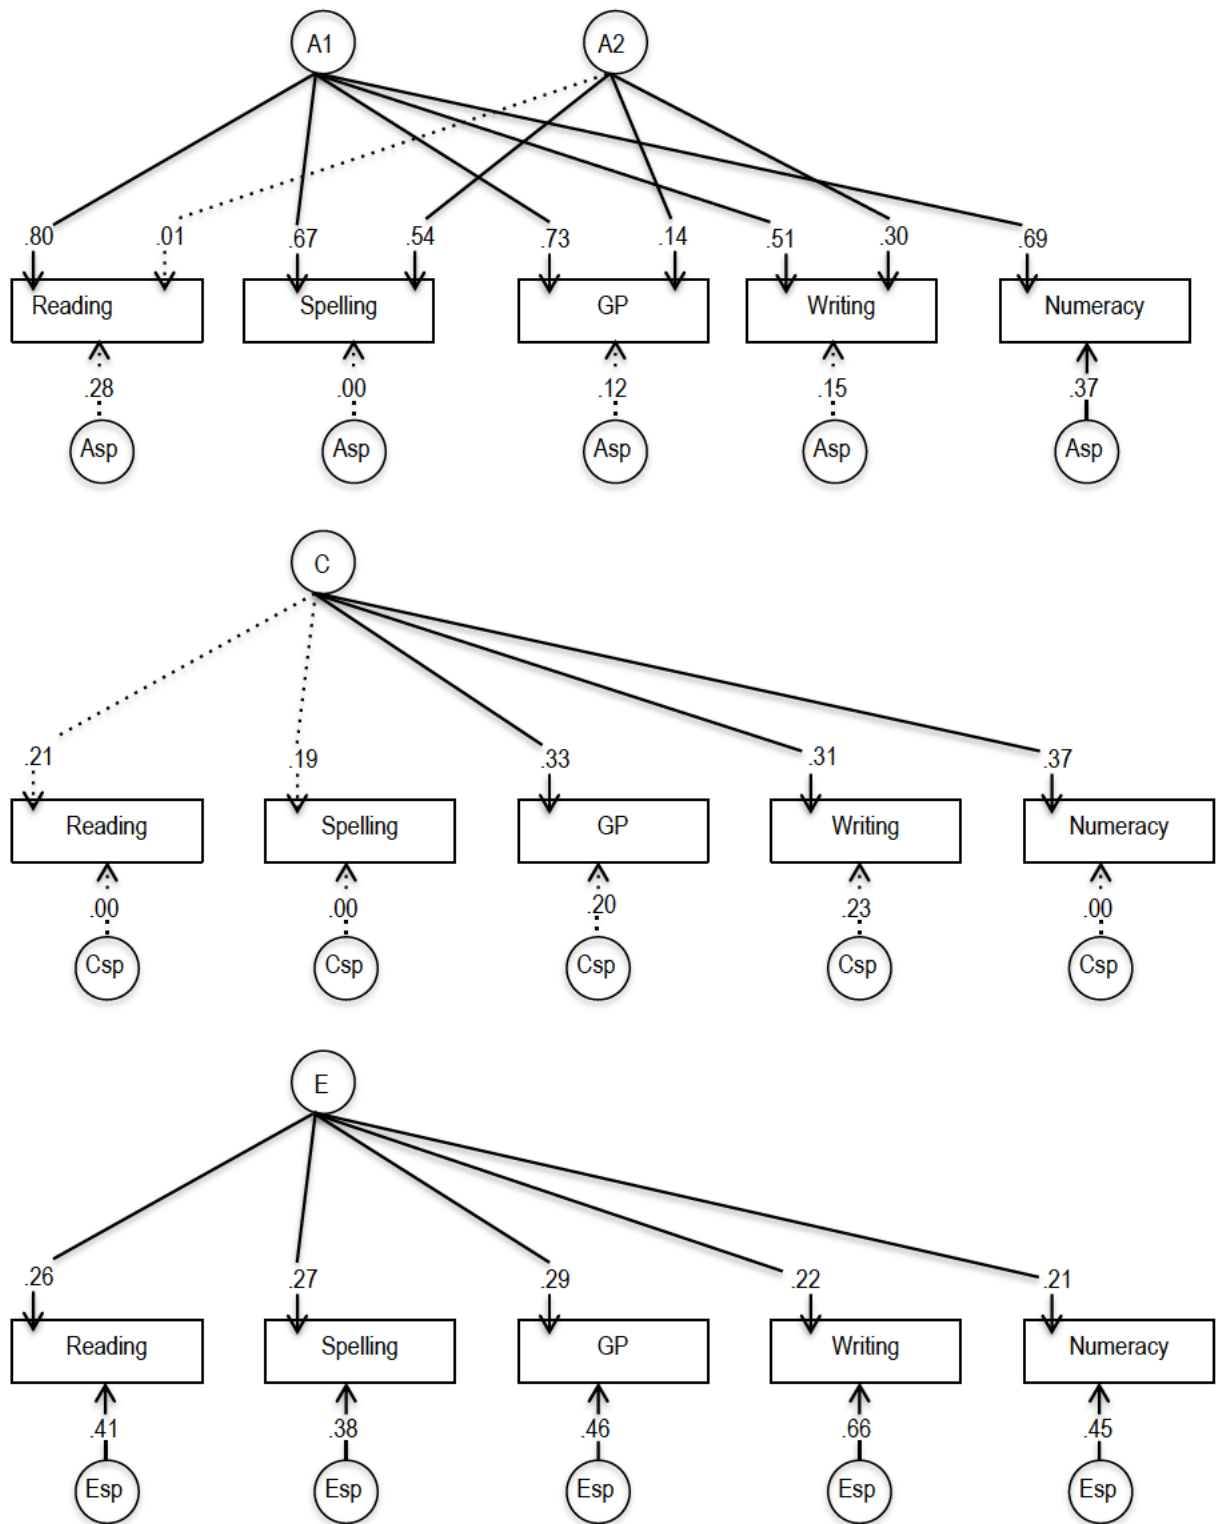 A1 A2
.80 .01 .67 .54 .73 .14 .51 .30 .69
Reading Spelling GP Writing Numeracy
.28 .00 .12 .15 .37
Asp Asp Asp Asp Asp
C
.21 .19 .33 .31 .37
Reading Spelling GP Writing Numeracy
.00 .00 .20 .23 .00
Csp Csp Csp Csp Csp
E
.26 .27 .29 .22 .21
Reading Spelling GP Writing Numeracy
.41 .38 .46 .66 .45
Esp Esp Esp Esp Esp